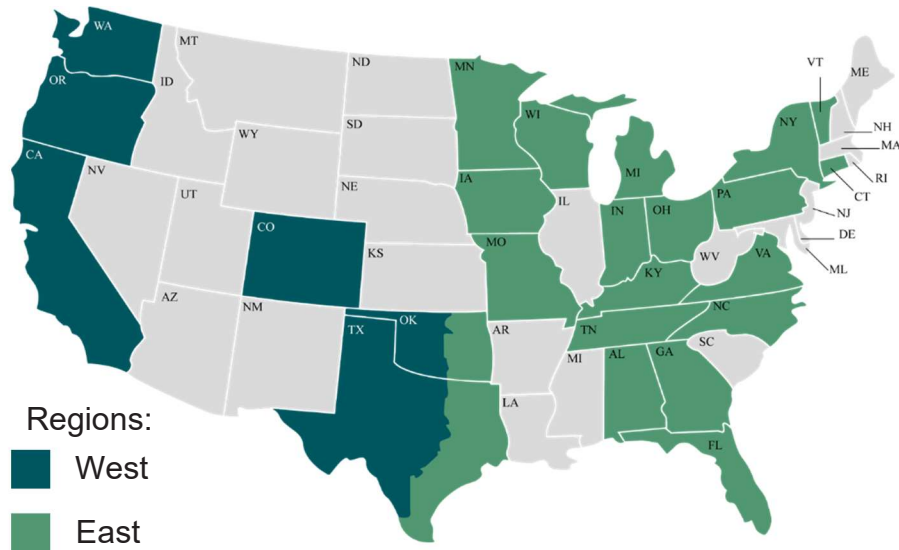 WA
MT
ND
MN
VT
ME
OR
ID
WI
NY
NH
SD
WY
MA
CA
MI
RI
NV
IA
PA
CT
UT
NE
IL
IN
OH
NJ
CO
MO
DE
KS
WV
VA
ML
KY
AZ
NM
NC
TX
OK
AR
TN
SC
MI
AL
GA
LA
FL
Regions:
West
East